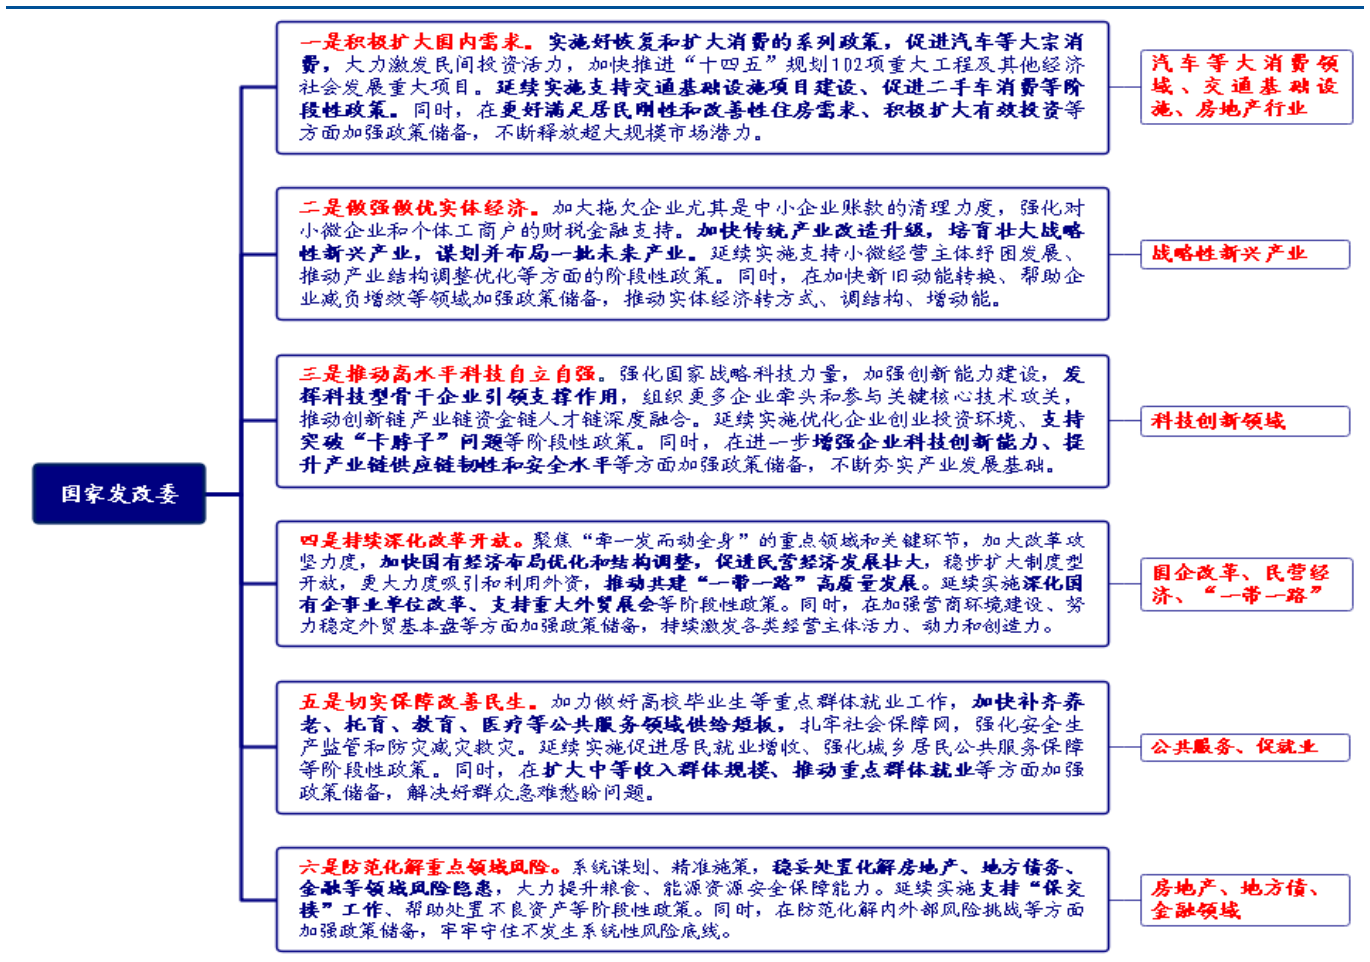 一是积极扩大国内需求。实施好恢复和扩大消费的系列政策，促进汽车等大宗消
费，大力激发民间投资活力，加快推进“十四五”规划102项重大工程及其他经济
社会发展重大项目。延续实施支持交通基础设施项目建设、促进二手车消费等阶
段性政策。同时，在更好满足居民刚性和改善性住房需求、积极扩大有效投资等
方面加强政策储备，不断释放超大规模市场潜力。
汽车等大消费领
域、交通基础设
施、房地产行业
二是做强做优实体经济。加大拖欠企业尤其是中小企业账款的清理力度，强化对
小微企业和个体工商户的财税金融支持。加快传统产业改造升级，培育壮大战略
性新兴产业，谋划并布局一批未来产业。延续实施支持小微经营主体纾困发展、
推动产业结构调整优化等方面的阶段性政策。同时，在加快新旧动能转换、帮助企
业减负增效等领域加强政策储备，推动实体经济转方式、调结构、增动能。
战略性新兴产业
三是推动高水平科技自立自强。强化国家战略科技力量，加强创新能力建设，发
挥科技型骨干企业引领支撑作用，组织更多企业牵头和参与关键核心技术攻关，
推动创新链产业链资金链人才链深度融合。延续实施优化企业创业投资环境、支持
突破“卡脖子”问题等阶段性政策。同时，在进一步增强企业科技创新能力、提
升产业链供应链韧性和安全水平等方面加强政策储备，不断夯实产业发展基础。
科技创新领域
国家发改委
四是持续深化改革开放。聚焦“牵一发而动全身”的重点领域和关键环节，加大改革攻
坚力度，加快国有经济布局优化和结构调整，促进民营经济发展壮大，稳步扩大制度型
开放，更大力度吸引和利用外资，推动共建“一带一路”高质量发展。延续实施深化国
有企事业单位改革、支持重大外贸展会等阶段性政策。同时，在加强营商环境建设、努
力稳定外贸基本盘等方面加强政策储备，持续激发各类经营主体活力、动力和创造力。
国企改革、民营经
济、“一带一路”
五是切实保障改善民生。加力做好高校毕业生等重点群体就业工作，加快补齐养
老、托育、教育、医疗等公共服务领域供给短板，扎牢社会保障网，强化安全生
产监管和防灾减灾救灾。延续实施促进居民就业增收、强化城乡居民公共服务保障
等阶段性政策。同时，在扩大中等收入群体规模、推动重点群体就业等方面加强
政策储备，解决好群众急难愁盼问题。
公共服务、促就业
六是防范化解重点领域风险。系统谋划、精准施策，稳妥处置化解房地产、地方债务、
金融等领域风险隐患，大力提升粮食、能源资源安全保障能力。延续实施支持“保交
楼”工作、帮助处置不良资产等阶段性政策。同时，在防范化解内外部风险挑战等方面
加强政策储备，牢牢守住不发生系统性风险底线。
房地产、地方债、
金融领域